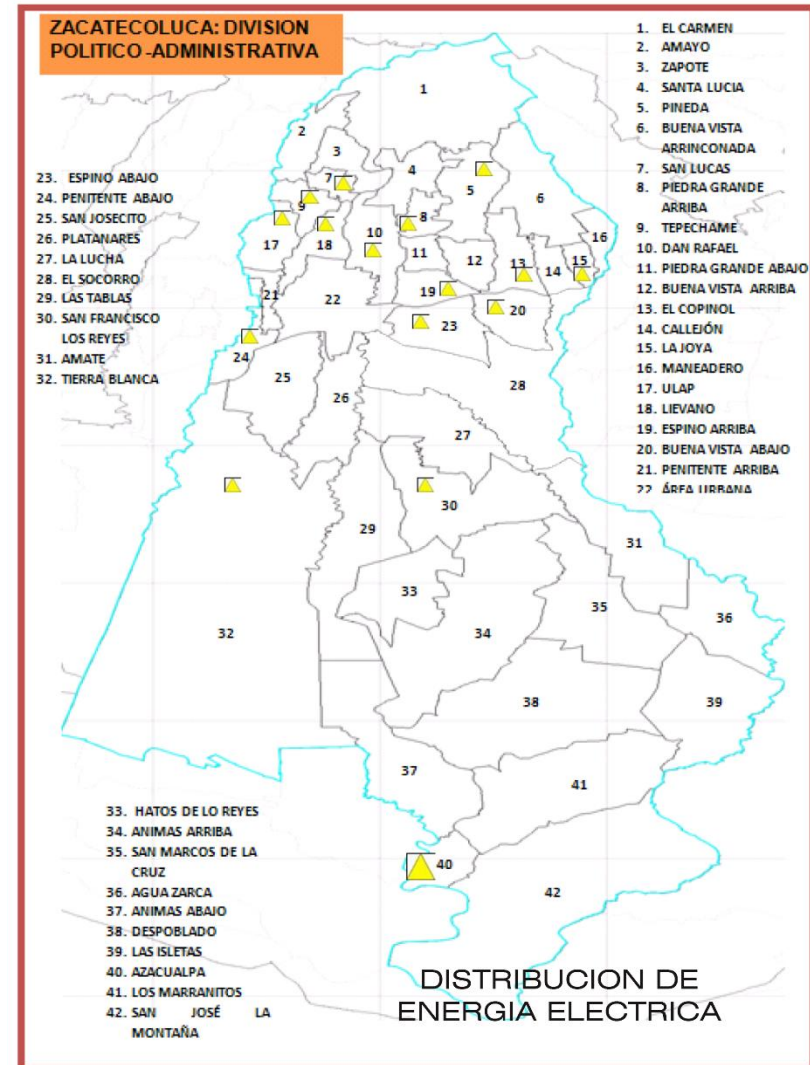 ZACATECOLUCA: DIVISION
POLITICO -ADMINISTRATIVA
1. EL CARMEN
2. AMAYO
3. ZAPOTE
4. SANTA LUCIA
5. PINEDA
6. BUENA VISTA
ARRINCONADA
7. SAN LUCAS
8. PIEDRA GRANDE
ARRIBA
9. TEPECHAME
10. DAN RAFAEL
11. PIEDRA GRANDE ABAJO
12. BUENA VISTA ARRIBA
13. EL COPINOL
14. CALLEJÓN
15. LA JOYA
16. MANEADERO
17. ULAP
18. LIEVANO
19. ESPINO ARRIBA
20. BUENA VISTA ABAJO
21. PENITENTE ARRIBA
22 ÁREA URBANA
23. ESPINO ABAJO
24. PENITENTE ABAJO
25. SAN JOSECITO
26. PLATANARES
27. LA LUCHA
28. EL SOCORRO
29. LAS TABLAS
30. SAN FRANCISCO
LOS REYES
31. AMATE
32. TIERRA BLANCA
1
2
3
4
5
6
7
8
9
10
11
12
13
14
15
16
17
18
19
20
21
22
23
24
25
26
27
28
29
30
31
32
33
34
35
36
37
38
39
40
41
42
33. HATOS DE LO REYES
34. ANIMAS ARRIBA
35. SAN MARCOS DE LA
CRUZ
36. AGUA ZARCA
37. ANIMAS ABAJO
38. DESPOBLADO
39. LAS ISLETAS
40. AZACUALPA
41. LOS MARRANITOS
42. SAN JOSÉ LA
MONTAÑA
DISTRIBUCION DE
ENERGIA ELECTRICA